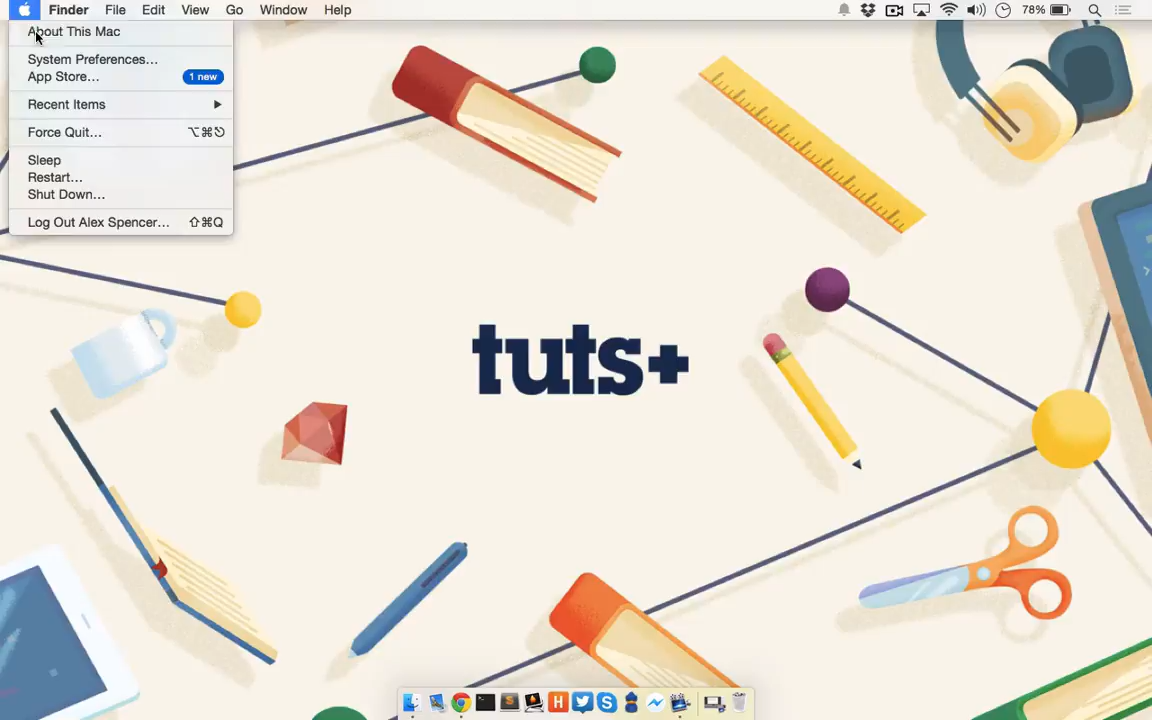 Finder File Edit View Go Window Help 78%
About This Mac
System Preferences...
App Store... 1 new
Recent Items
Force Quit... ⌥⌘⎋
Sleep
Restart...
Shut Down...
Log Out Alex Spencer... ⇧⌘Q
tuts+
H